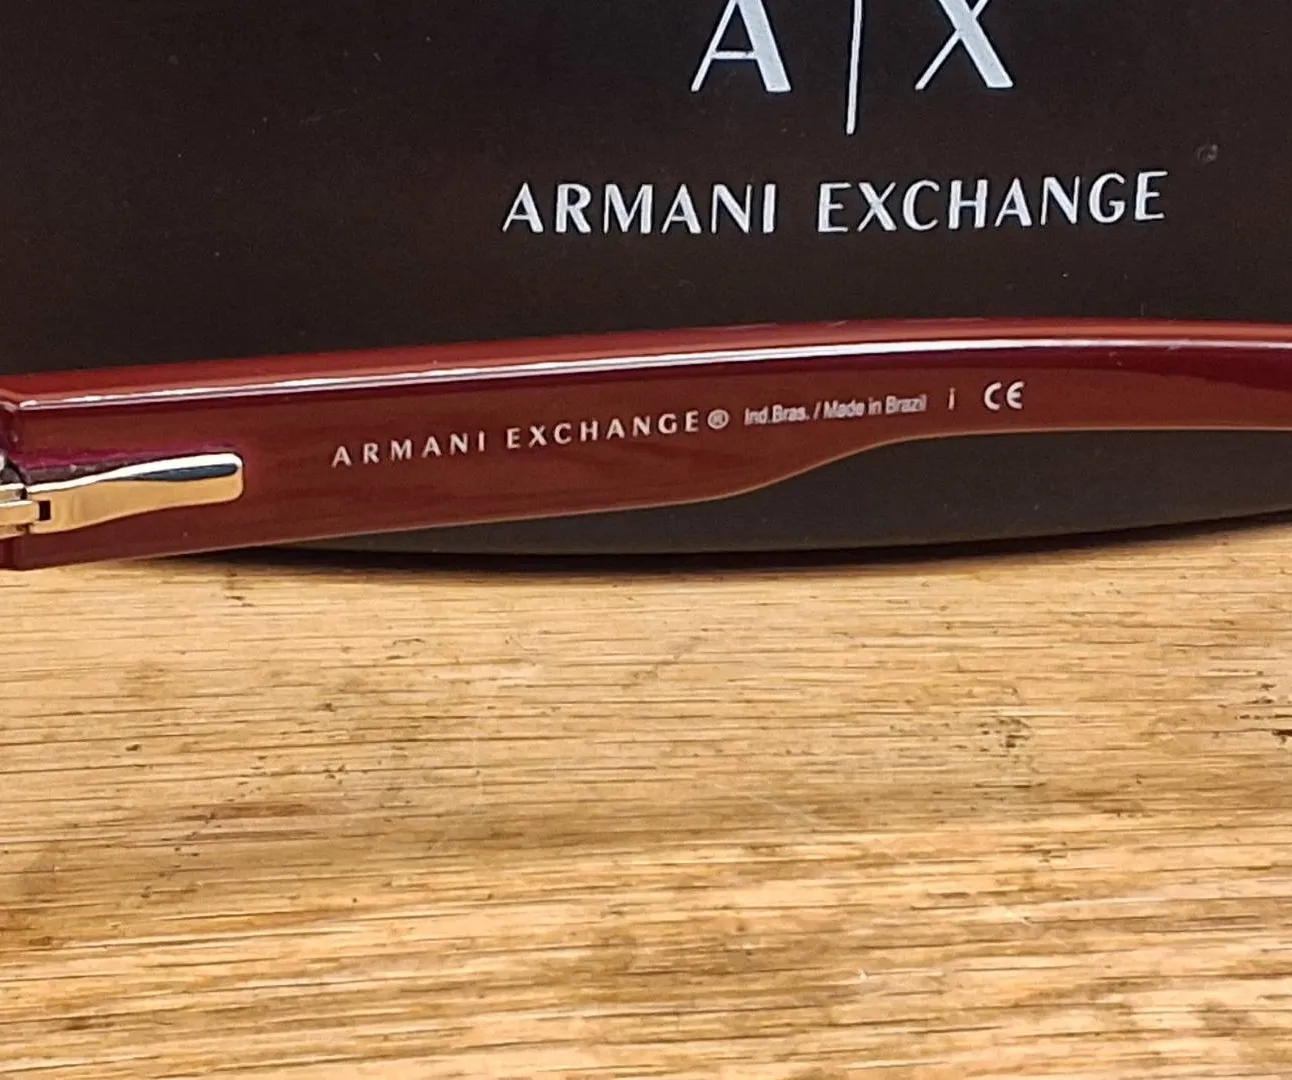 A|X
ARMANI EXCHANGE
ARMANI EXCHANGE® Ind.Bras. / Made in Brazil i CE